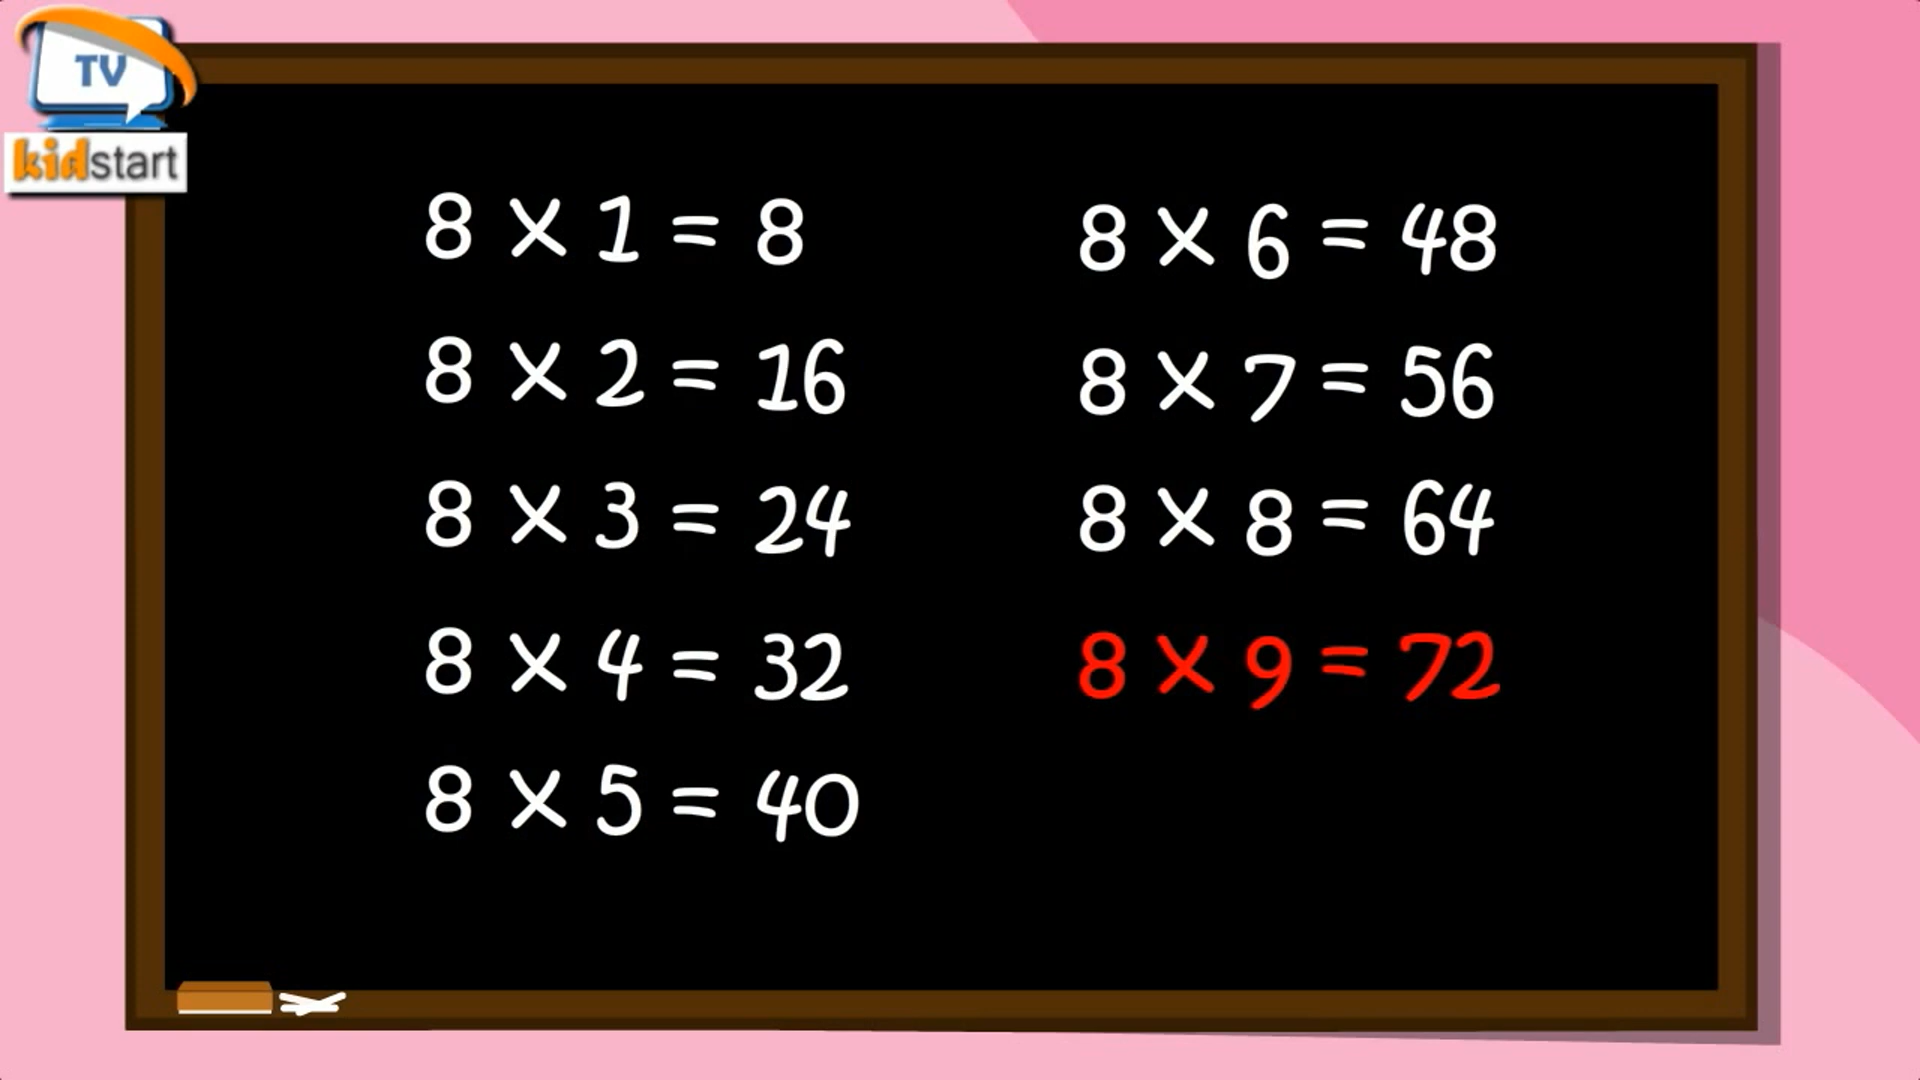 TV
kidstart
8 × 1 = 8
8 × 2 = 16
8 × 3 = 24
8 × 4 = 32
8 × 5 = 40
8 × 6 = 48
8 × 7 = 56
8 × 8 = 64
8 × 9 = 72